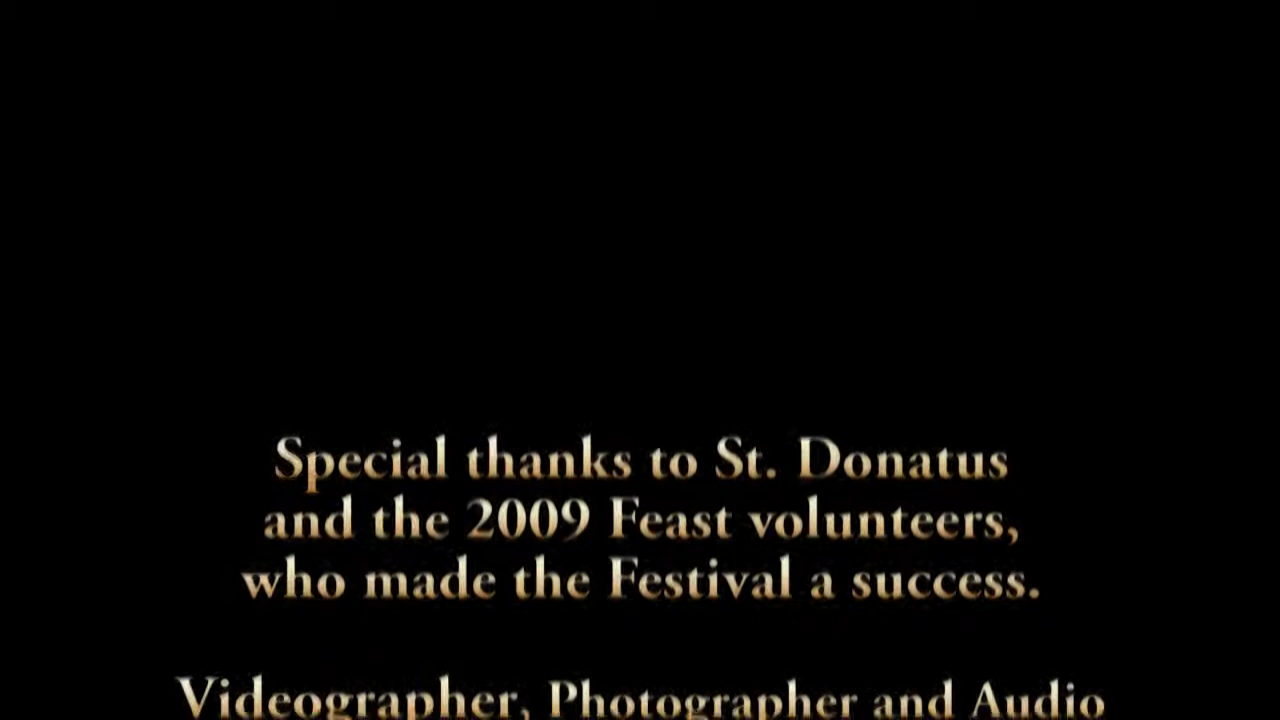 Special thanks to St. Donatus
and the 2009 Feast volunteers,
who made the Festival a success.
Videographer, Photographer and Audio